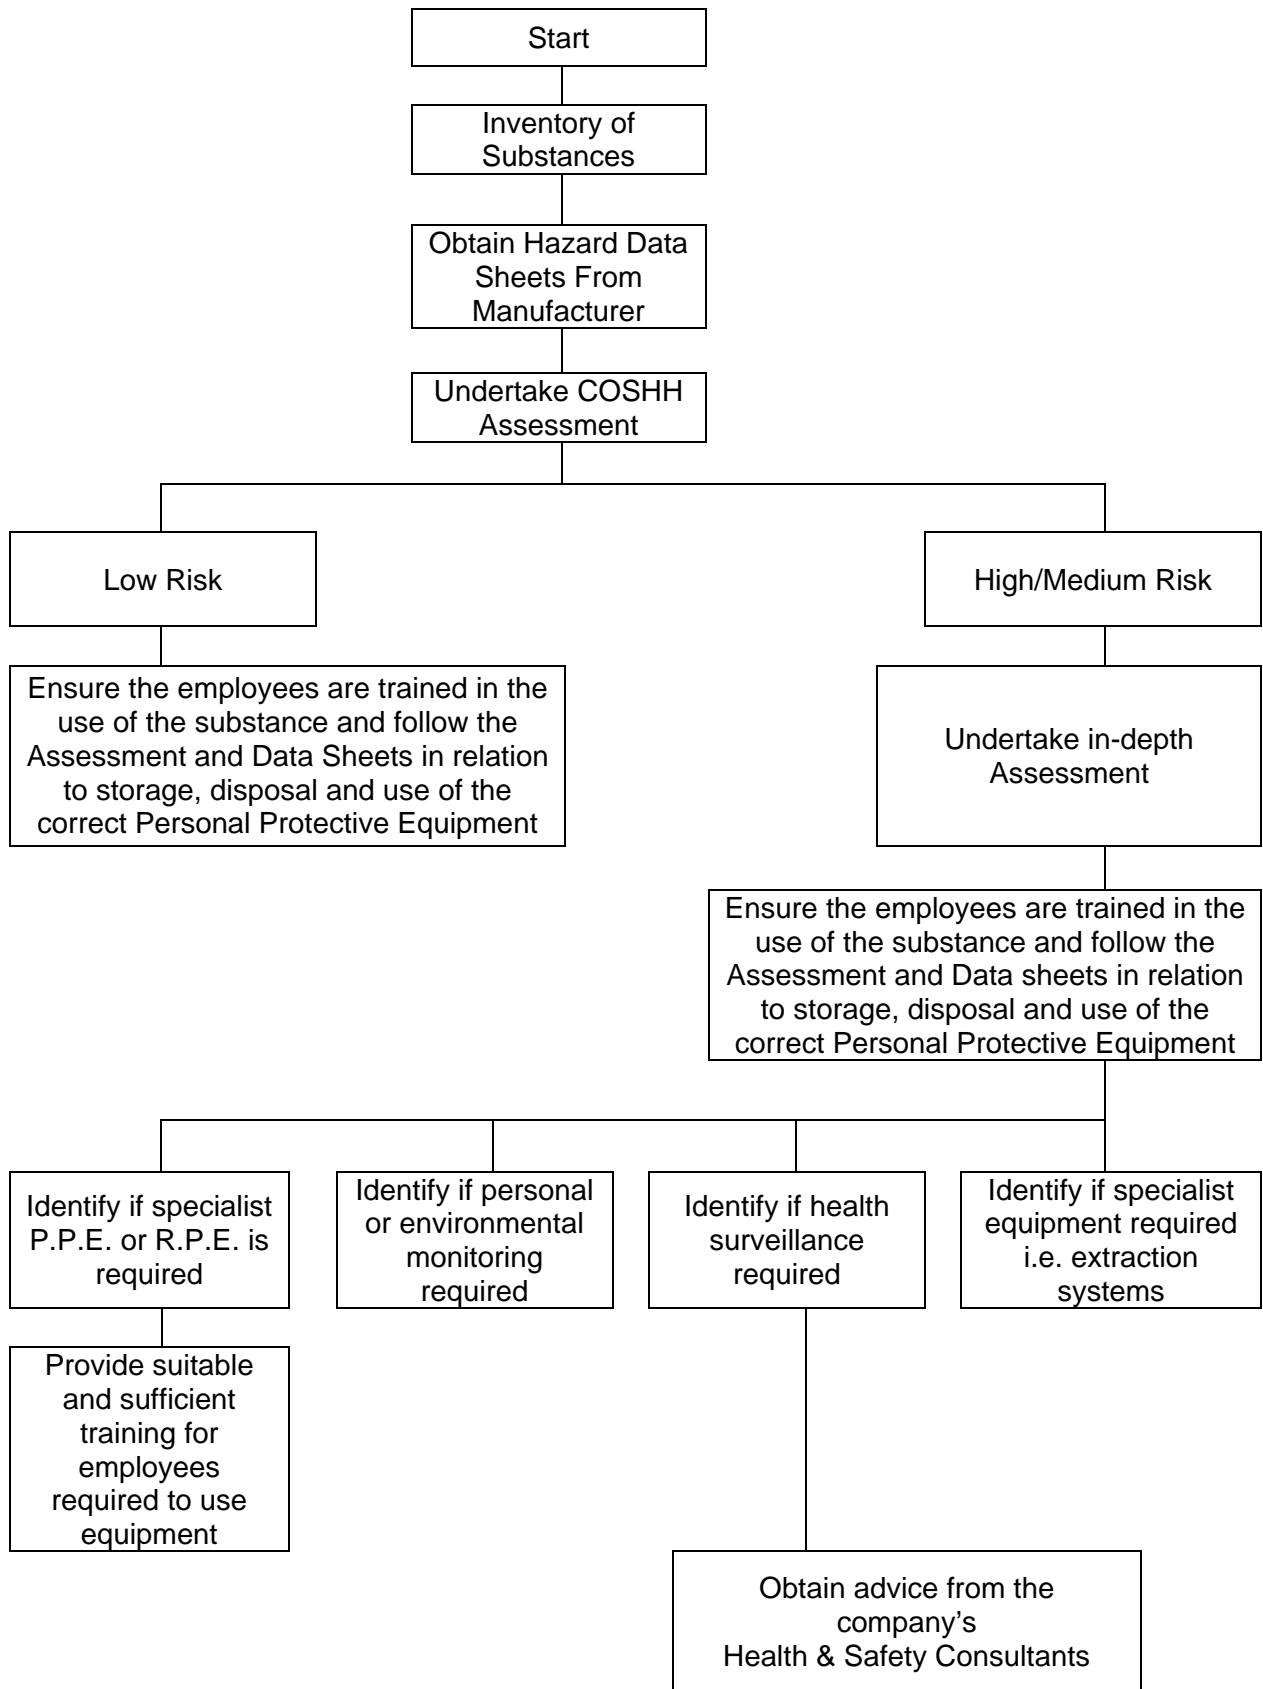 Start
Inventory of
Substances
Obtain Hazard Data
Sheets From
Manufacturer
Undertake COSHH
Assessment
Low Risk
High/Medium Risk
Ensure the employees are trained in the
use of the substance and follow the
Assessment and Data Sheets in relation
to storage, disposal and use of the
correct Personal Protective Equipment
Undertake in-depth
Assessment
Ensure the employees are trained in the
use of the substance and follow the
Assessment and Data sheets in relation
to storage, disposal and use of the
correct Personal Protective Equipment
Identify if specialist
P.P.E. or R.P.E. is
required
Identify if personal
or environmental
monitoring
required
Identify if health
surveillance
required
Identify if specialist
equipment required
i.e. extraction
systems
Provide suitable
and sufficient
training for
employees
required to use
equipment
Obtain advice from the
company’s
Health & Safety Consultants